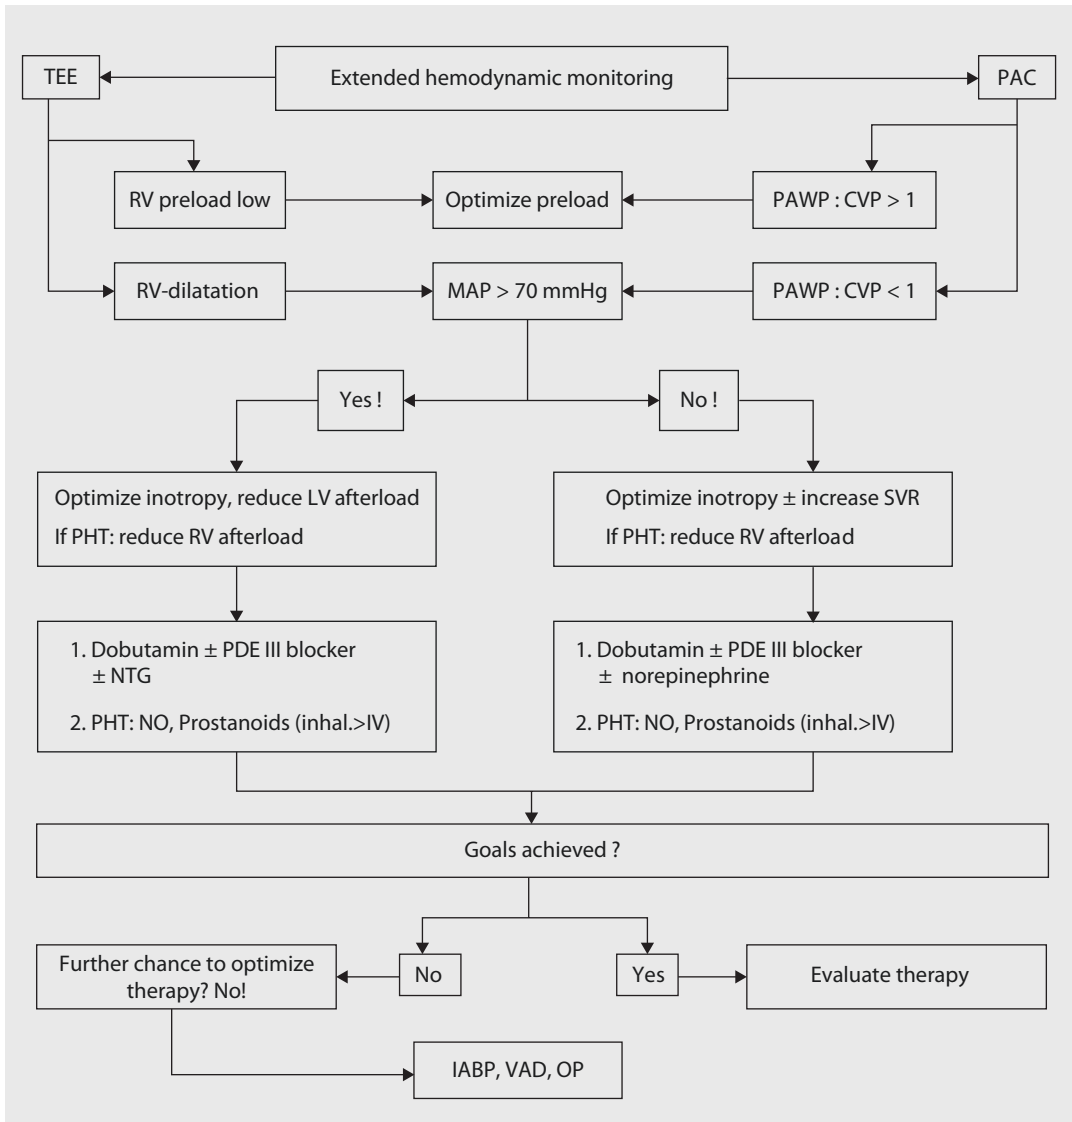 TEE
Extended hemodynamic monitoring
PAC
RV preload low
Optimize preload
PAWP : CVP > 1
RV-dilatation
MAP > 70 mmHg
PAWP : CVP < 1
Yes !
No !
Optimize inotropy, reduce LV afterload
If PHT: reduce RV afterload
Optimize inotropy ± increase SVR
If PHT: reduce RV afterload
1. Dobutamin ± PDE III blocker
± NTG
2. PHT: NO, Prostanoids (inhal.>IV)
1. Dobutamin ± PDE III blocker
± norepinephrine
2. PHT: NO, Prostanoids (inhal.>IV)
Goals achieved ?
Further chance to optimize
therapy? No!
No
Yes
Evaluate therapy
IABP, VAD, OP